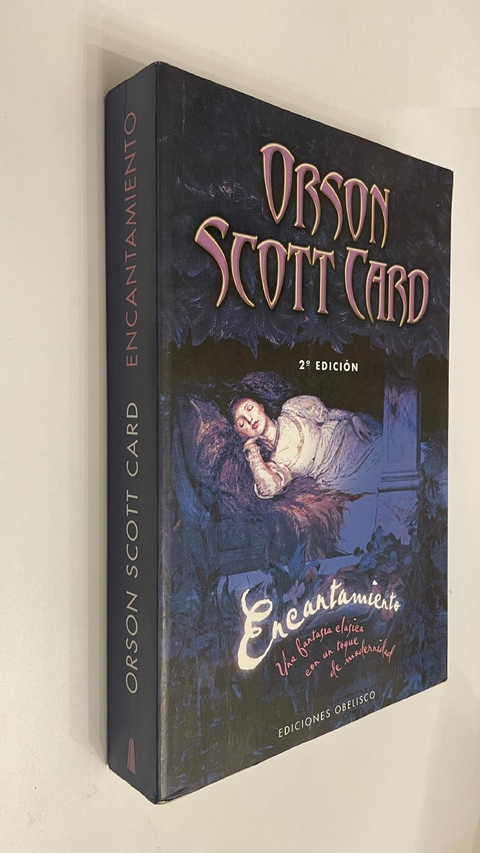 ORSON SCOTT CARD ENCANTAMIENTO
ORSON
SCOTT CARD
2ª EDICIÓN
Encantamiento
Una fantasía clásica
con un toque
de modernidad
EDICIONES OBELISCO